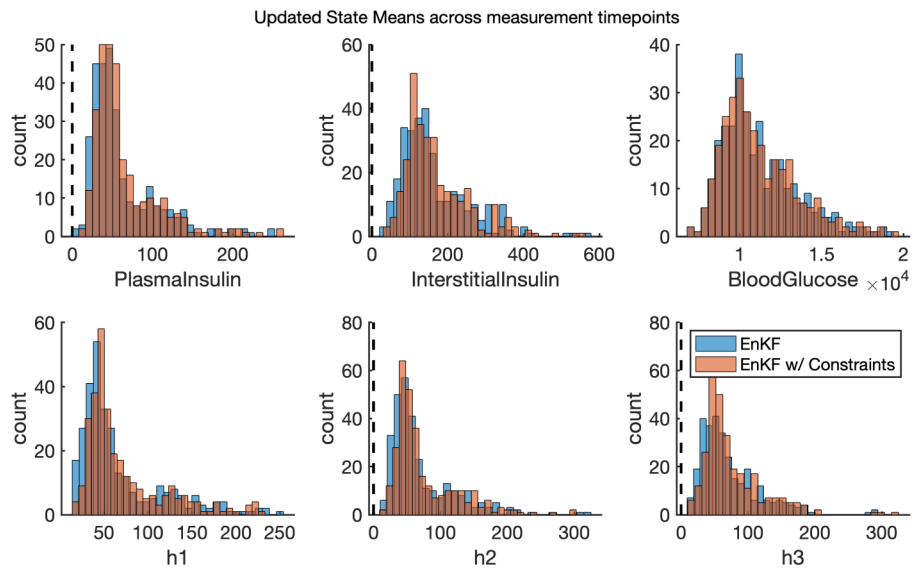 Updated State Means across measurement timepoints
50
40
30
20
10
0
count
0 100 200
PlasmaInsulin
60
40
20
0
count
0 200 400 600
InterstitialInsulin
40
30
20
10
0
count
1 1.5 2
BloodGlucose ×10⁴
60
40
20
0
count
50 100 150 200 250
h1
80
60
40
20
0
count
0 100 200 300
h2
80
60
40
20
0
count
EnKF
EnKF w/ Constraints
0 100 200 300
h3